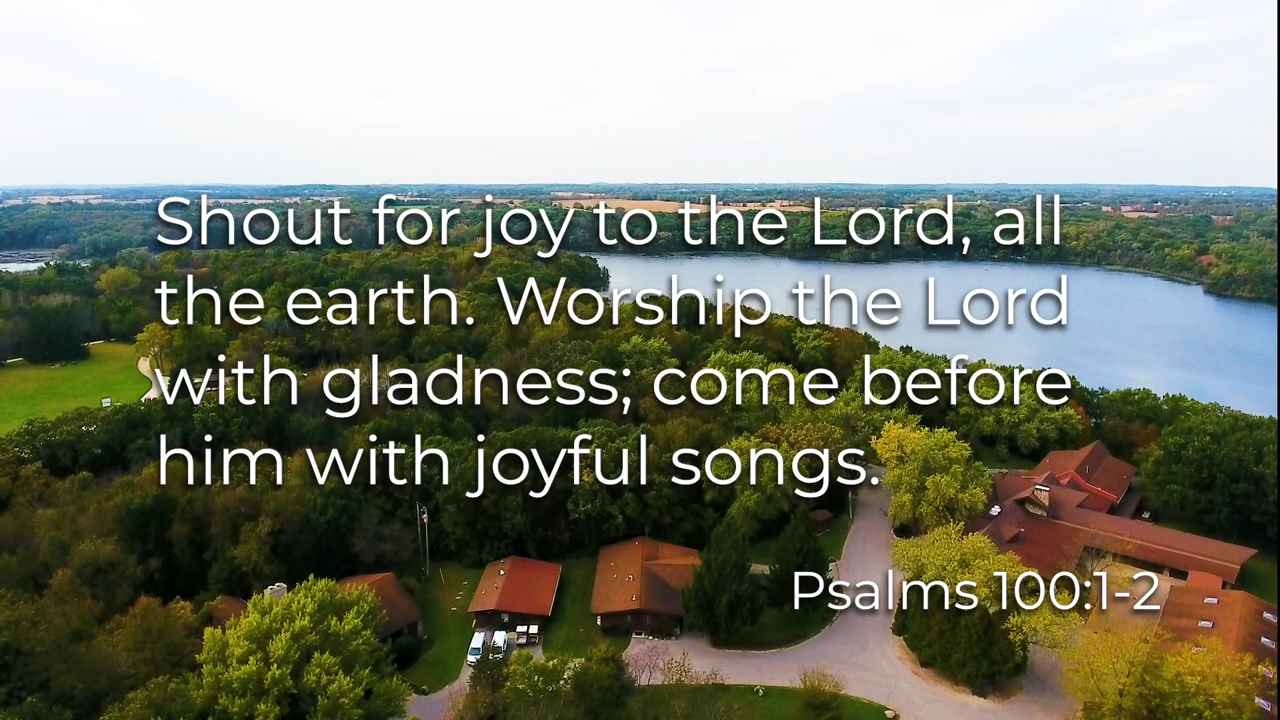 Shout for joy to the Lord, all
the earth. Worship the Lord
with gladness; come before
him with joyful songs.
Psalms 100:1-2